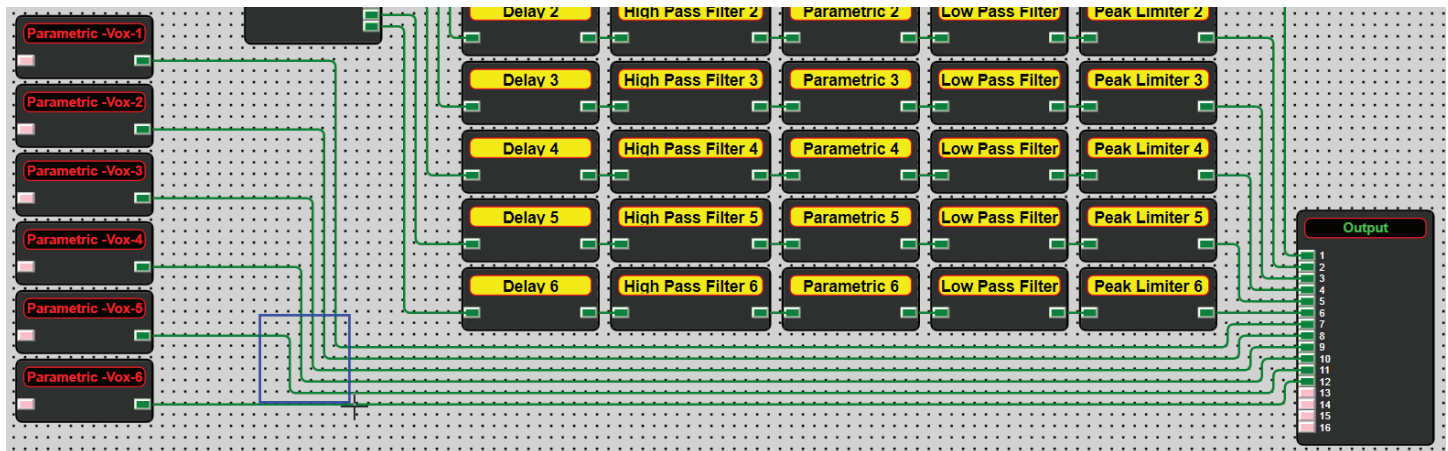 Delay 2 High Pass Filter 2 Parametric 2 Low Pass Filter Peak Limiter 2
Parametric -Vox-1
Delay 3 High Pass Filter 3 Parametric 3 Low Pass Filter Peak Limiter 3
Parametric -Vox-2
Delay 4 High Pass Filter 4 Parametric 4 Low Pass Filter Peak Limiter 4
Parametric -Vox-3
Delay 5 High Pass Filter 5 Parametric 5 Low Pass Filter Peak Limiter 5
Parametric -Vox-4
Delay 6 High Pass Filter 6 Parametric 6 Low Pass Filter Peak Limiter 6
Parametric -Vox-5
Parametric -Vox-6
Output
1
2
3
4
5
6
7
8
9
10
11
12
13
14
15
16